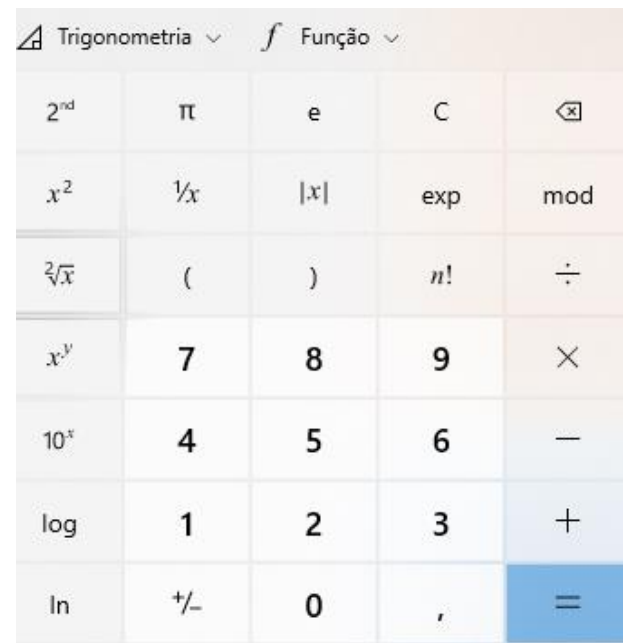 Trigonometria f Função
2ⁿᵈ π e C
x² ¹/x |x| exp mod
²√x ( ) n! ÷
xʸ 7 8 9 ×
10ˣ 4 5 6 −
log 1 2 3 +
ln +/− 0 , =